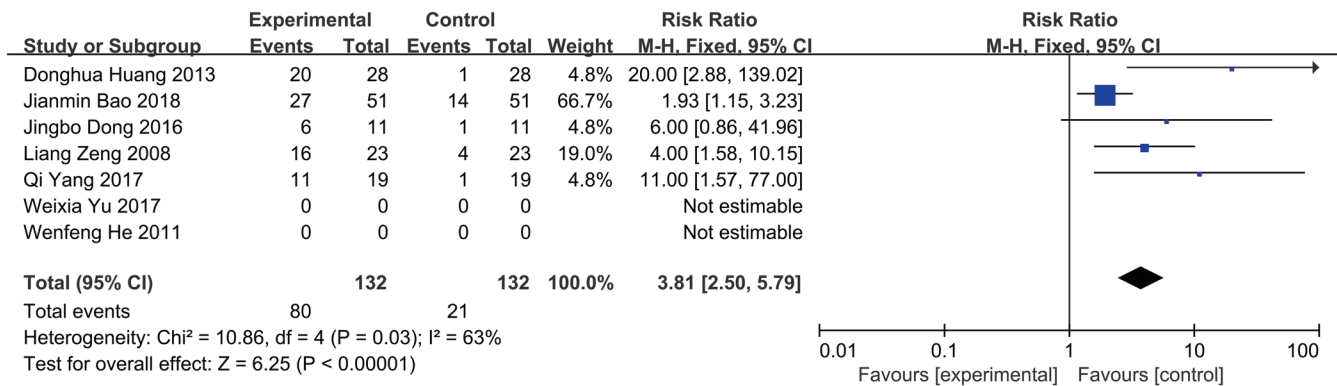 Experimental Control Risk Ratio Risk Ratio
Study or Subgroup Events Total Events Total Weight M-H, Fixed, 95% CI M-H, Fixed, 95% CI
Donghua Huang 2013 20 28 1 28 4.8% 20.00 [2.88, 139.02]
Jianmin Bao 2018 27 51 14 51 66.7% 1.93 [1.15, 3.23]
Jingbo Dong 2016 6 11 1 11 4.8% 6.00 [0.86, 41.96]
Liang Zeng 2008 16 23 4 23 19.0% 4.00 [1.58, 10.15]
Qi Yang 2017 11 19 1 19 4.8% 11.00 [1.57, 77.00]
Weixia Yu 2017 0 0 0 0 Not estimable
Wenfeng He 2011 0 0 0 0 Not estimable
Total (95% CI) 132 132 100.0% 3.81 [2.50, 5.79]
Total events 80 21
Heterogeneity: Chi² = 10.86, df = 4 (P = 0.03); I² = 63%
Test for overall effect: Z = 6.25 (P < 0.00001)
0.01 0.1 1 10 100
Favours [experimental] Favours [control]